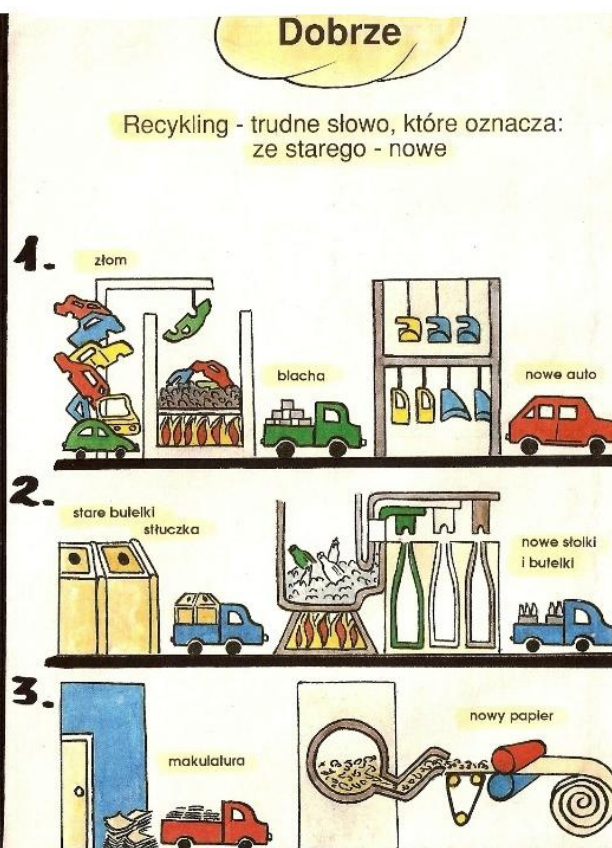 Dobrze
Recykling - trudne słowo, które oznacza:
ze starego - nowe
1.
złom
blacha
nowe auto
2.
stare butelki
stłuczka
nowe słoiki
i butelki
3.
nowy papier
makulatura